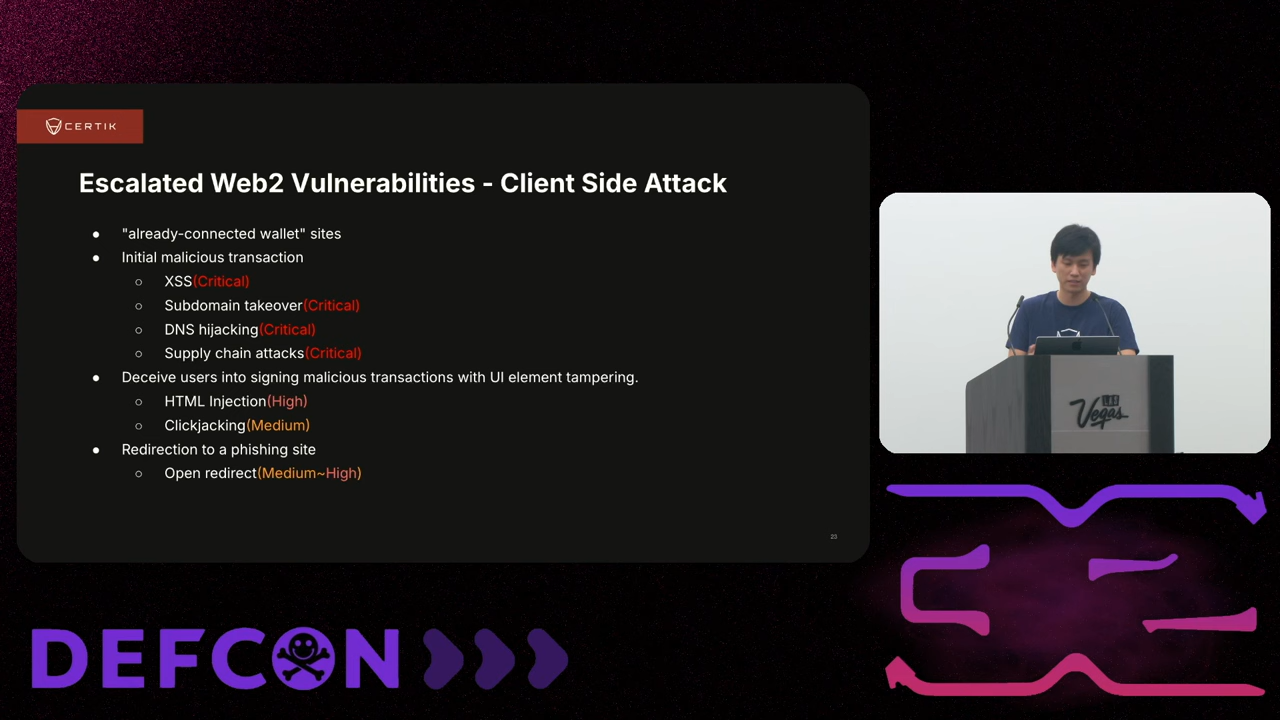 CERTIK
Escalated Web2 Vulnerabilities - Client Side Attack
● "already-connected wallet" sites
● Initial malicious transaction
○ XSS(Critical)
○ Subdomain takeover(Critical)
○ DNS hijacking(Critical)
○ Supply chain attacks(Critical)
● Deceive users into signing malicious transactions with UI element tampering.
○ HTML Injection(High)
○ Clickjacking(Medium)
● Redirection to a phishing site
○ Open redirect(Medium~High)
23
Vegas
DEFCON